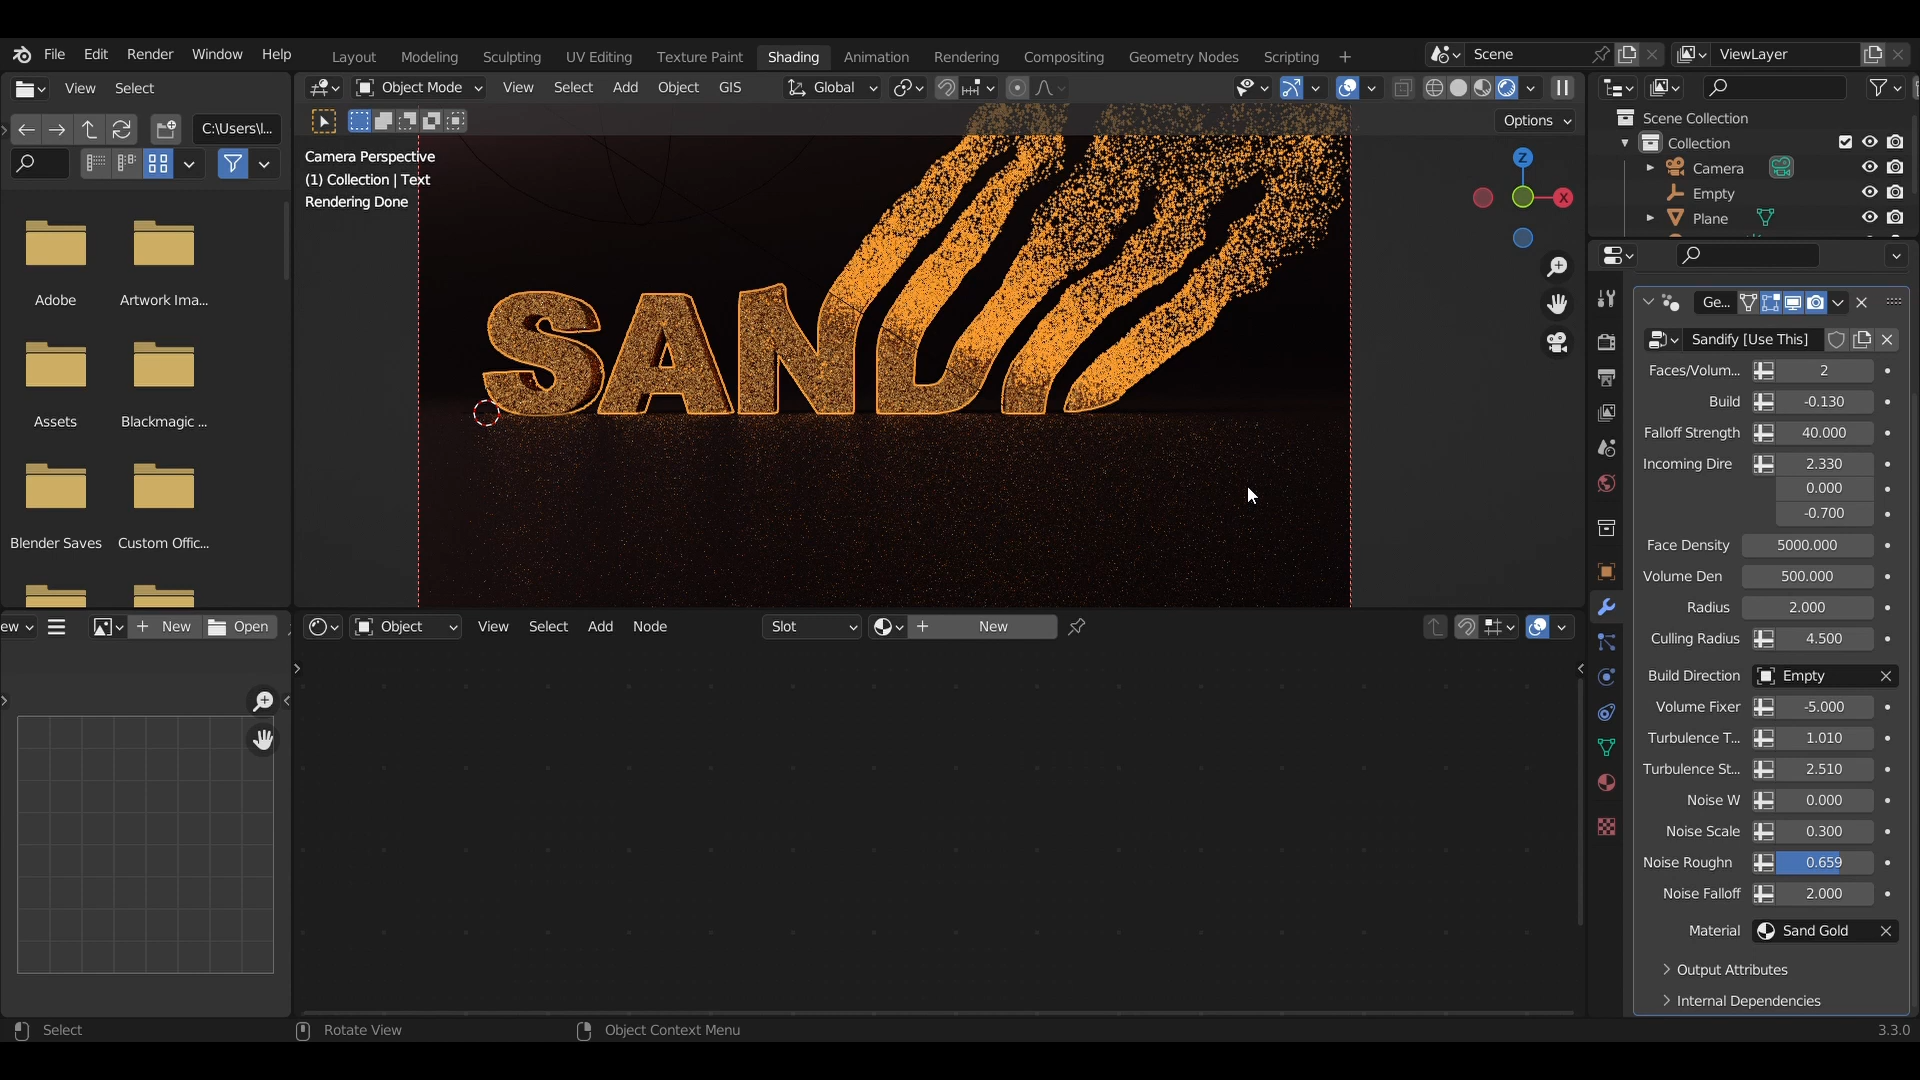 File Edit Render Window Help
Layout Modeling Sculpting UV Editing Texture Paint Shading Animation Rendering Compositing Geometry Nodes Scripting +
Scene
ViewLayer
View Select
Object Mode View Select Add Object GIS
Global
C:\Users\l...
Options
Camera Perspective
(1) Collection | Text
Rendering Done
Z
X
SAND
Adobe
Artwork Ima...
Assets
Blackmagic ...
Blender Saves
Custom Offic...
Scene Collection
Collection
Camera
Empty
Plane
Ge...
Sandify [Use This]
Faces/Volum... 2
Build -0.130
Falloff Strength 40.000
Incoming Dire 2.330
0.000
-0.700
Face Density 5000.000
Volume Den 500.000
Radius 2.000
Culling Radius 4.500
Build Direction Empty
Volume Fixer -5.000
Turbulence T... 1.010
Turbulence St... 2.510
Noise W 0.000
Noise Scale 0.300
Noise Roughn 0.659
Noise Falloff 2.000
Material Sand Gold
Output Attributes
Internal Dependencies
ew New Open
Object View Select Add Node
Slot
New
Select
Rotate View
Object Context Menu
3.3.0